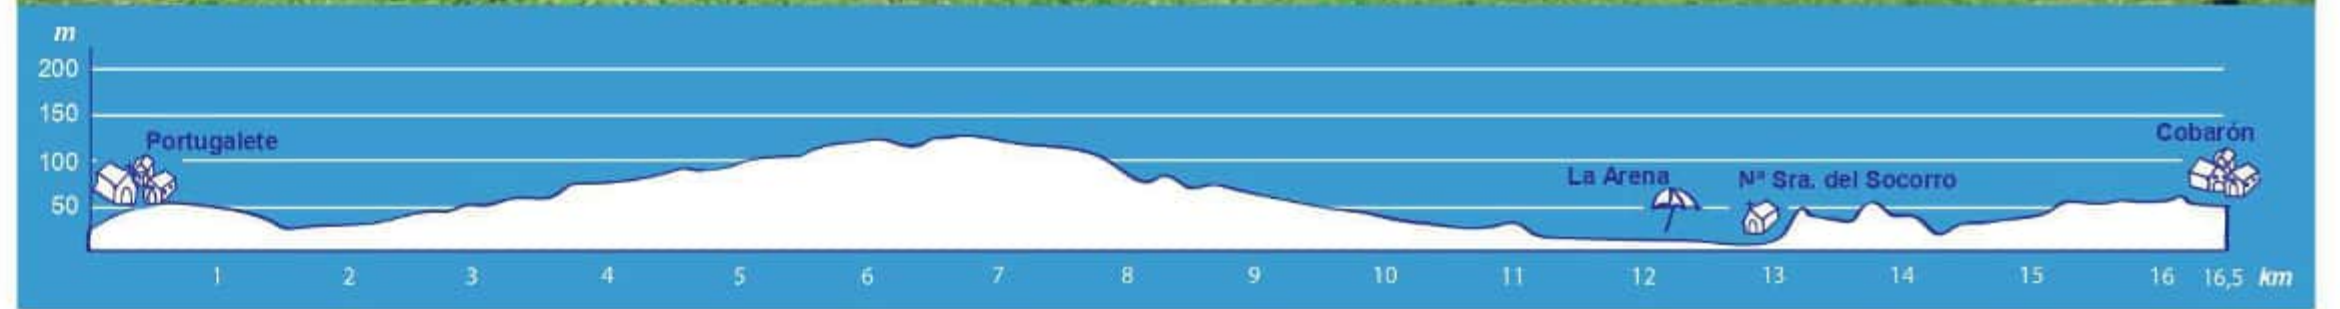 m
200
150
100
50
Portugalete
La Arena
Nª Sra. del Socorro
Cobarón
1 2 3 4 5 6 7 8 9 10 11 12 13 14 15 16 16,5 km